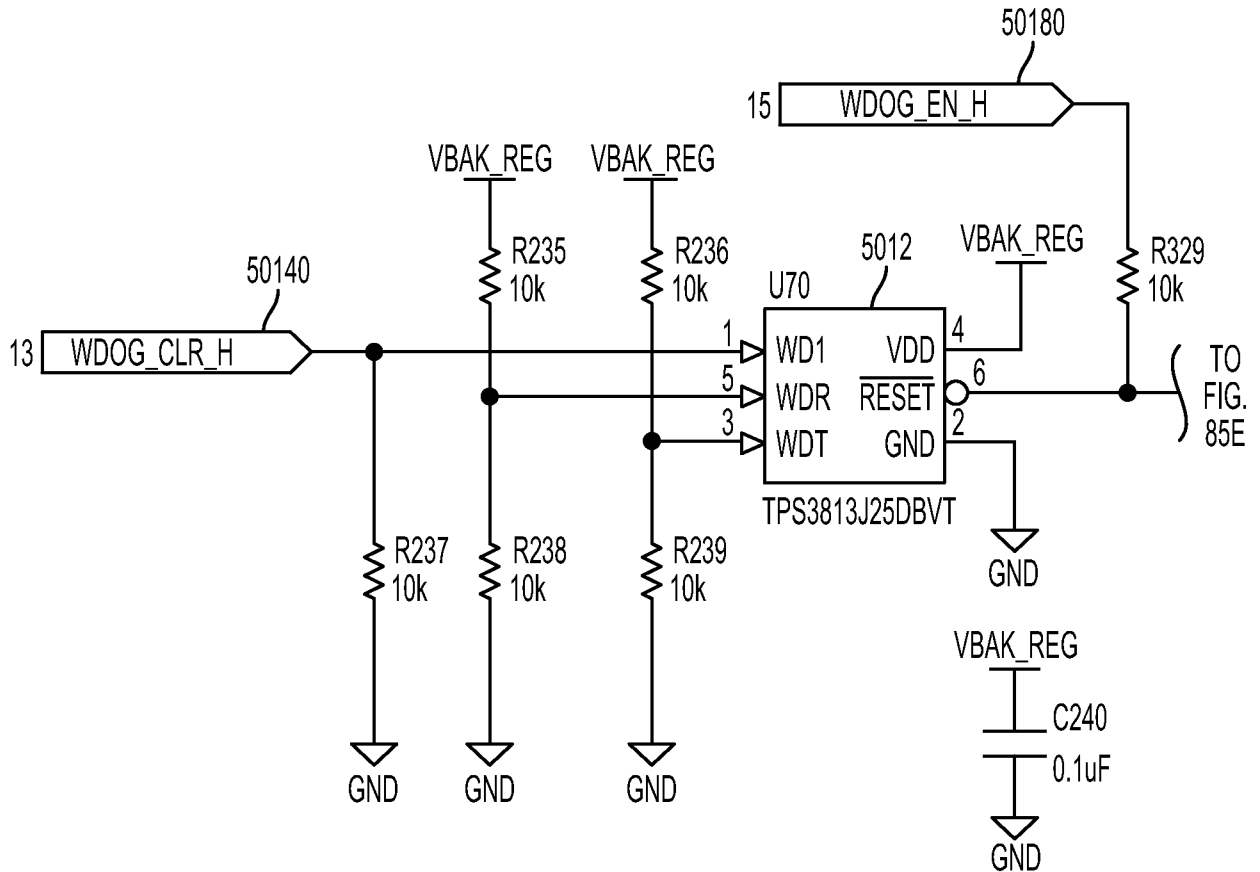 50180
15 WDOG_EN_H
VBAK_REG VBAK_REG
R235
10k
R236
10k
5012
VBAK_REG
R329
10k
50140
13 WDOG_CLR_H
U70
1 WD1
5 WDR
3 WDT
VDD 4
RESET 6
GND 2
TPS3813J25DBVT
TO
FIG.
85E
R237
10k
R238
10k
R239
10k
GND
VBAK_REG
C240
0.1uF
GND GND GND
GND